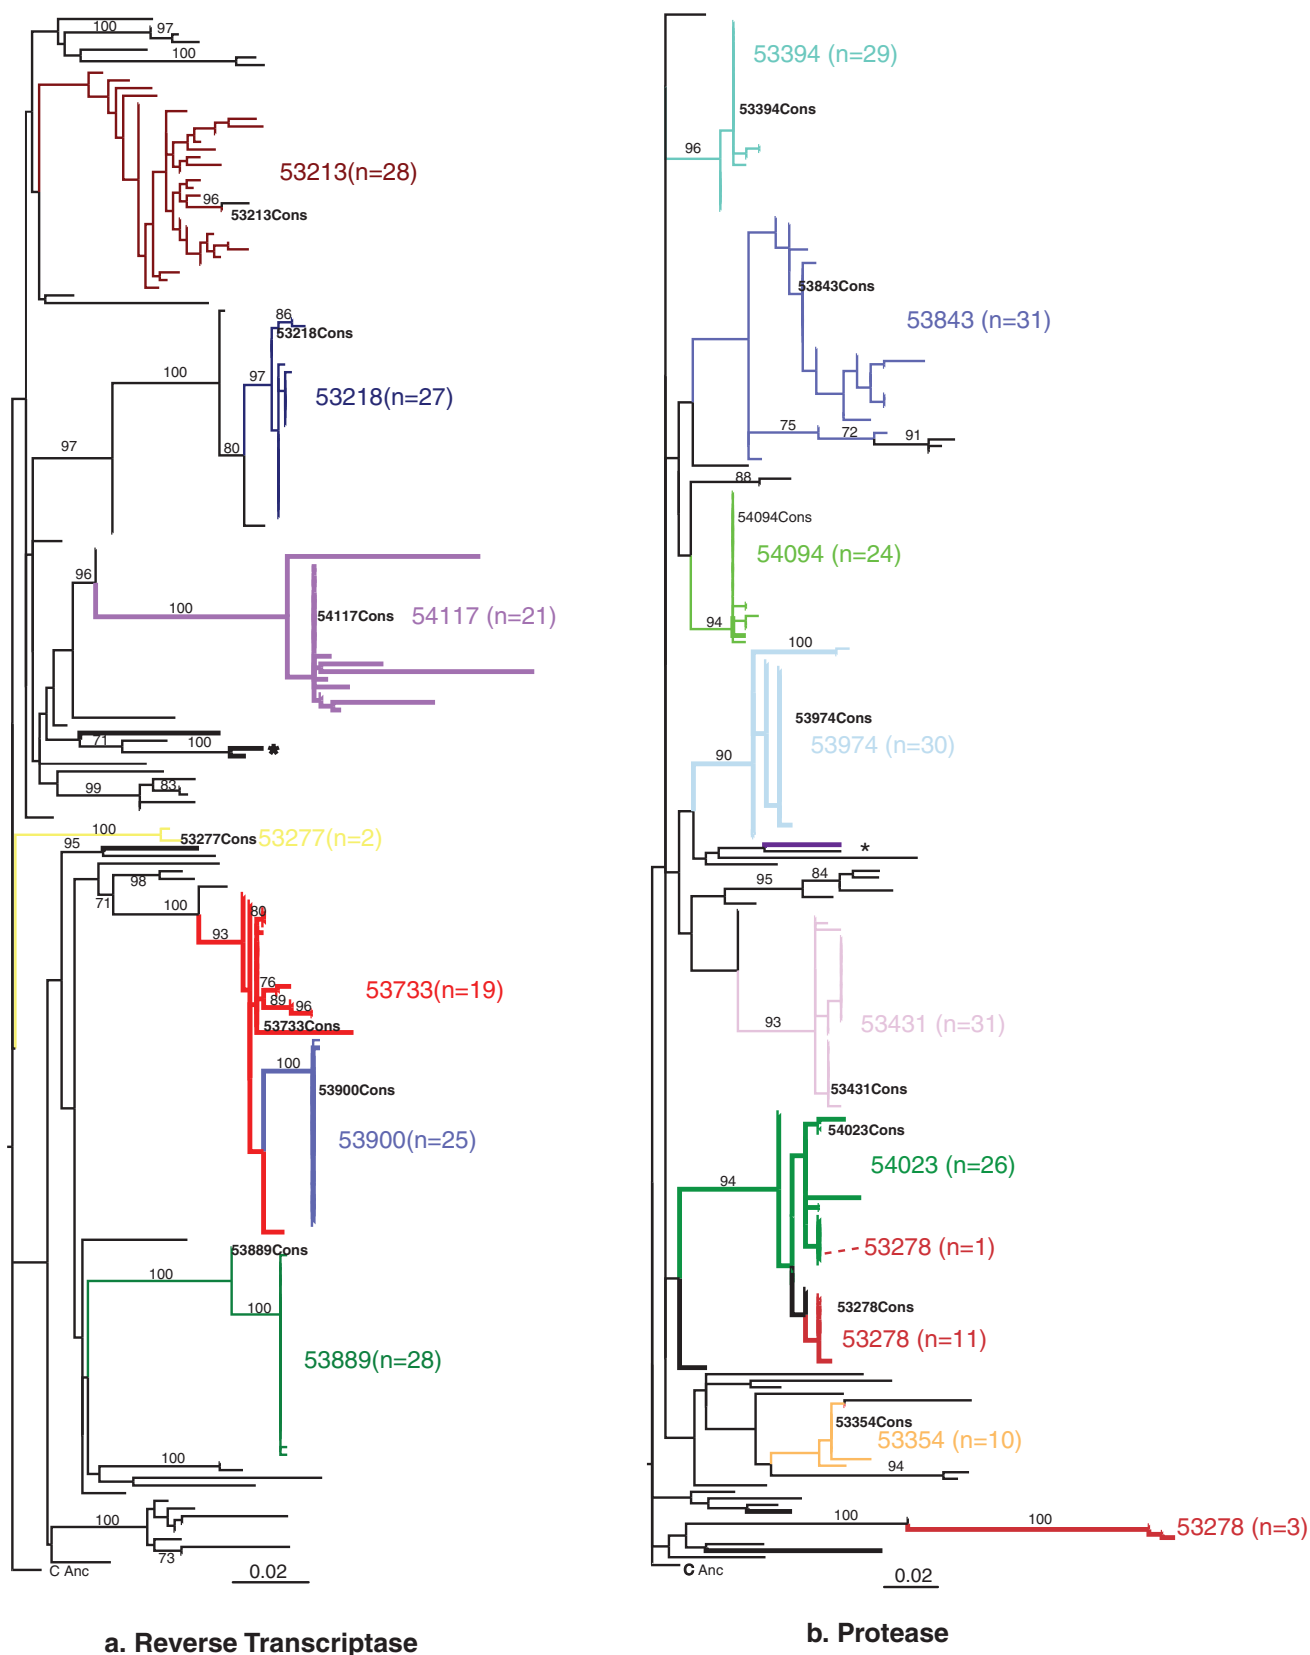 100
97
100
53213(n=28)
96
53213Cons
86
53218Cons
100
97
53218(n=27)
97
80
96
100
54117Cons
54117 (n=21)
71
100
*
99
83
100
53277Cons
53277(n=2)
95
98
71
100
80
93
76
89
96
53733(n=19)
53733Cons
100
53900Cons
53900(n=25)
53889Cons
100
100
53889(n=28)
100
100
73
C Anc
0.02
a. Reverse Transcriptase
53394 (n=29)
53394Cons
96
53843Cons
53843 (n=31)
75
72
91
88
54094Cons
54094 (n=24)
94
100
53974Cons
53974 (n=30)
90
*
84
95
93
53431 (n=31)
53431Cons
54023Cons
54023 (n=26)
94
53278 (n=1)
53278Cons
53278 (n=11)
53354Cons
53354 (n=10)
94
100
100
53278 (n=3)
C Anc
0.02
b. Protease